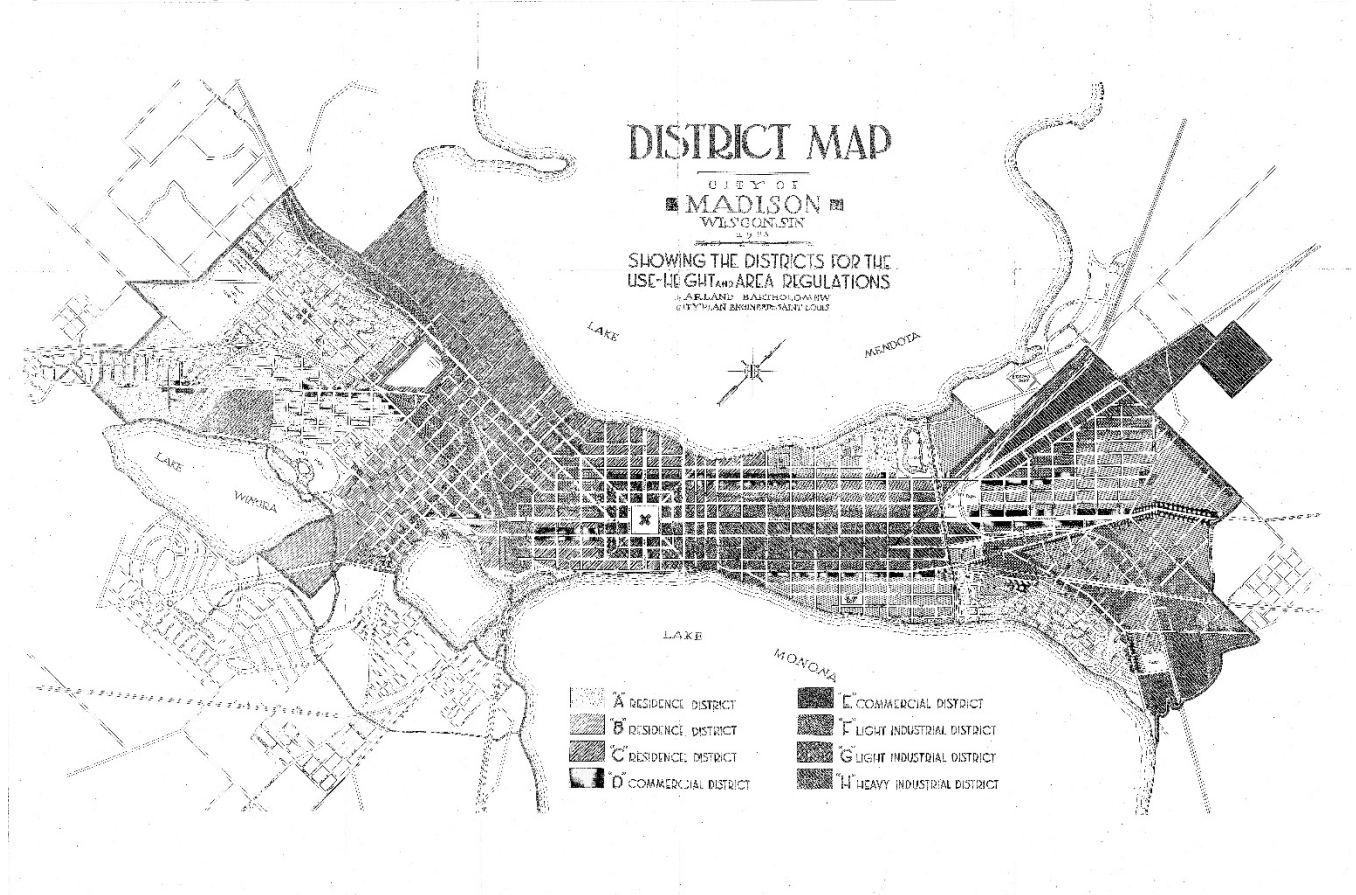 DISTRICT MAP
CITY OF
MADISON
WISCONSIN
SHOWING THE DISTRICTS FOR THE
USE-HEIGHT AND AREA REGULATIONS
HARLAND BARTHOLOMEW
CITY PLAN ENGINEER-SAINT LOUIS
LAKE
MENDOTA
LAKE
WINGRA
LAKE
MONONA
"A" RESIDENCE DISTRICT
"B" RESIDENCE DISTRICT
"C" RESIDENCE DISTRICT
"D" COMMERCIAL DISTRICT
"E" COMMERCIAL DISTRICT
"F" LIGHT INDUSTRIAL DISTRICT
"G" LIGHT INDUSTRIAL DISTRICT
"H" HEAVY INDUSTRIAL DISTRICT